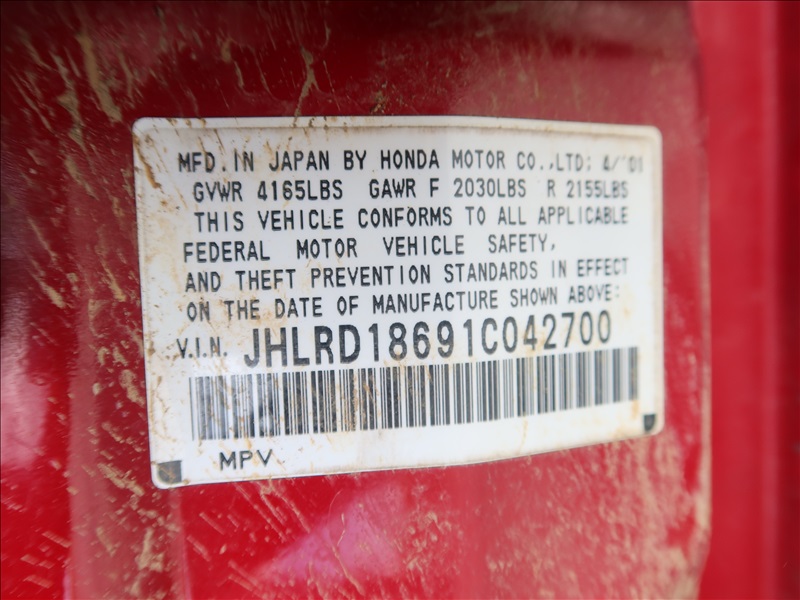 MFD. IN JAPAN BY HONDA MOTOR CO., LTD; 4/'01
GVWR 4165LBS GAWR F 2030LBS R 2155LBS
THIS VEHICLE CONFORMS TO ALL APPLICABLE
FEDERAL MOTOR VEHICLE SAFETY,
AND THEFT PREVENTION STANDARDS IN EFFECT
ON THE DATE OF MANUFACTURE SHOWN ABOVE:
V.I.N. JHLRD18691C042700
MPV